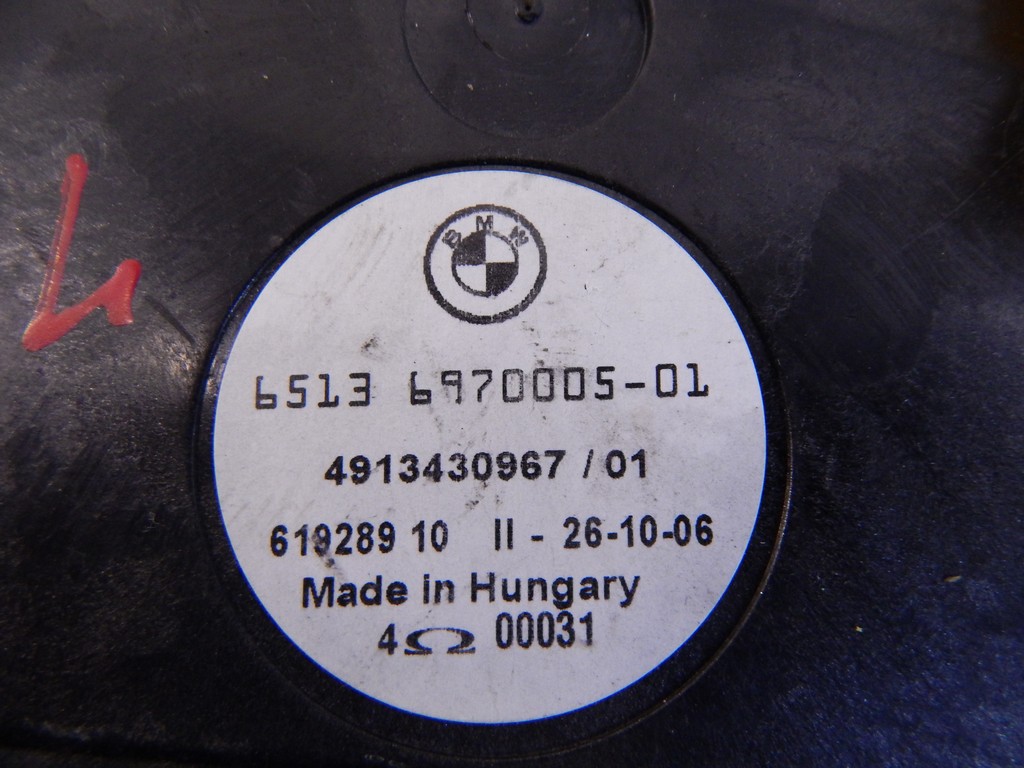 BMW
6513 6970005-01
4913430967 / 01
619289 10 II - 26-10-06
Made in Hungary
4Ω 00031